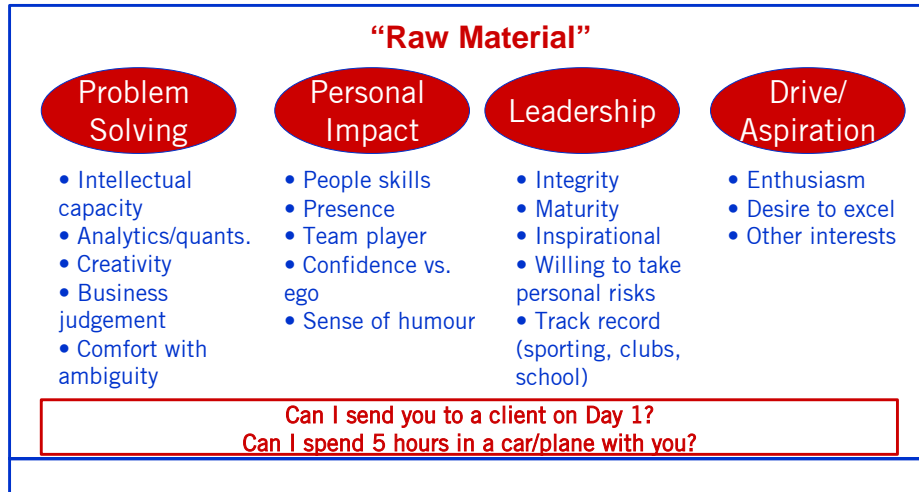 “Raw Material”
Problem
Solving
• Intellectual
capacity
• Analytics/quants.
• Creativity
• Business
judgement
• Comfort with
ambiguity
Personal
Impact
• People skills
• Presence
• Team player
• Confidence vs.
ego
• Sense of humour
Leadership
• Integrity
• Maturity
• Inspirational
• Willing to take
personal risks
• Track record
(sporting, clubs,
school)
Drive/
Aspiration
• Enthusiasm
• Desire to excel
• Other interests
Can I send you to a client on Day 1?
Can I spend 5 hours in a car/plane with you?